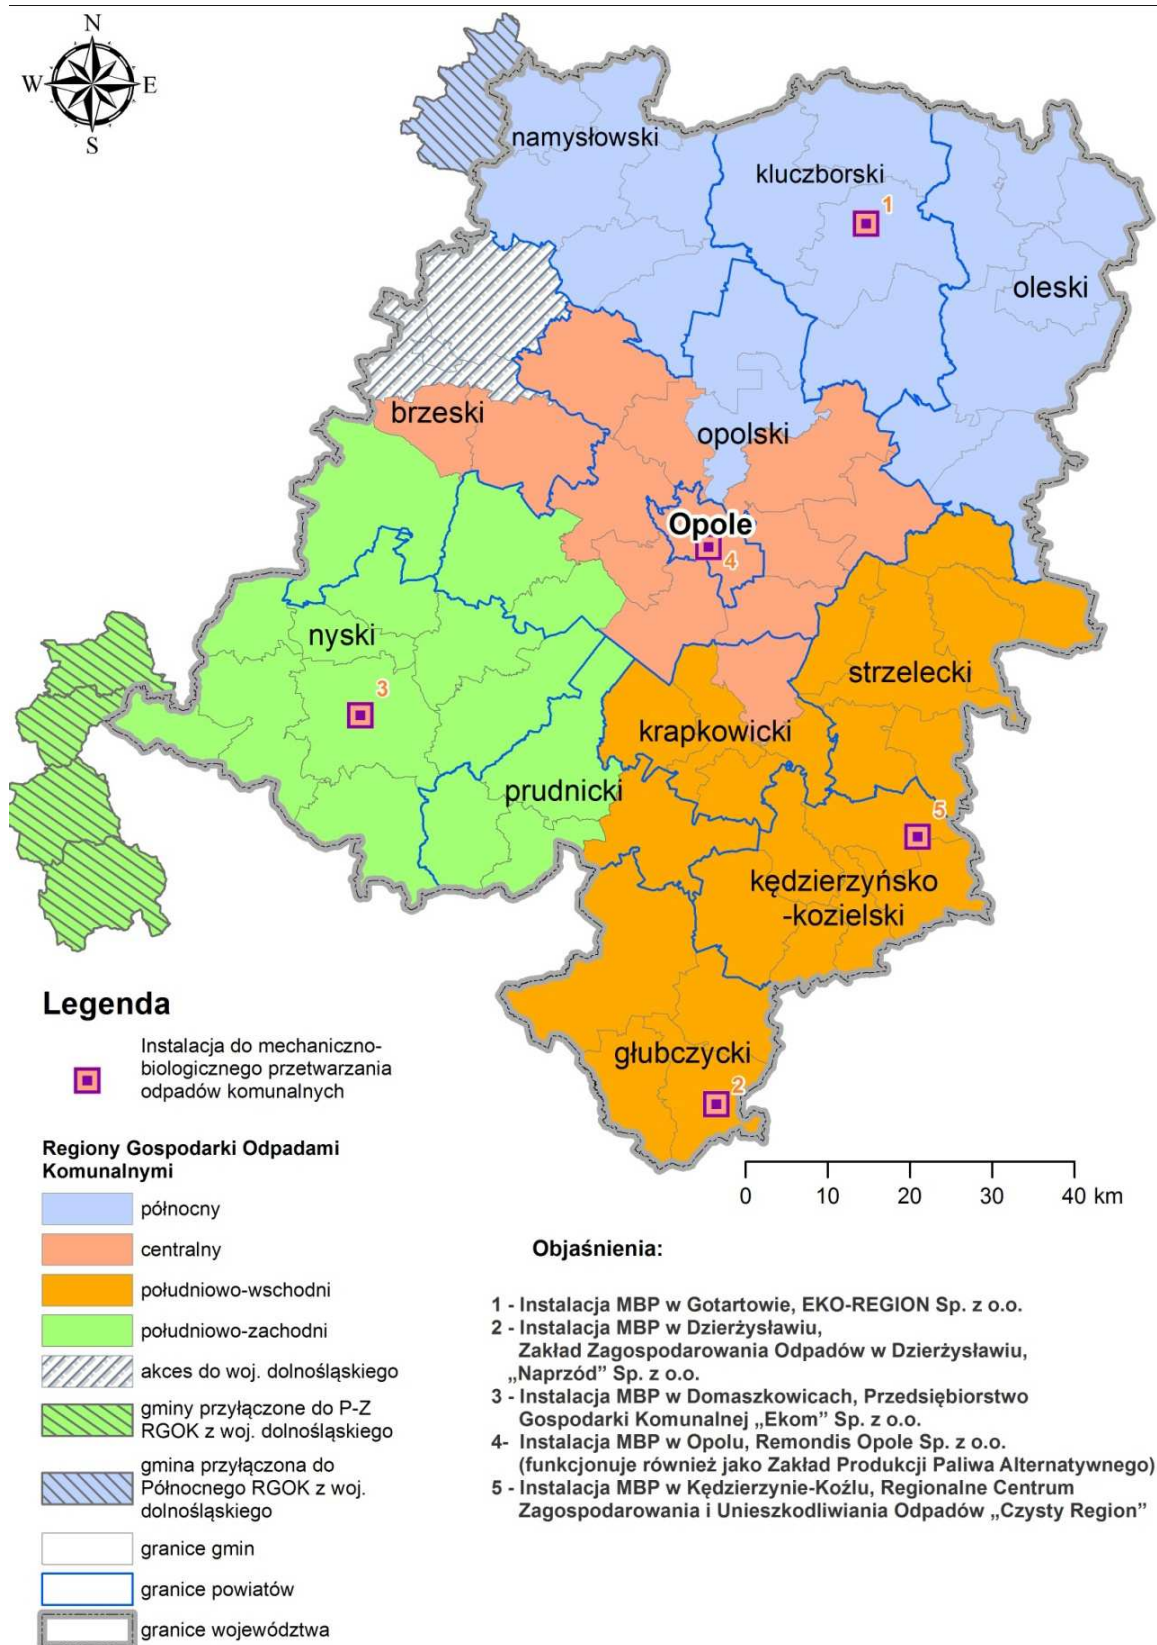 N
W E
S
namysłowski
kluczborski
1
oleski
brzeski
opolski
Opole
4
nyski
3
strzelecki
krapkowicki
prudnicki
5
kędzierzyńsko
-kozielski
głubczycki
2
0 10 20 30 40 km
Legenda
Instalacja do mechaniczno-
biologicznego przetwarzania
odpadów komunalnych
Regiony Gospodarki Odpadami
Komunalnymi
północny
centralny
południowo-wschodni
południowo-zachodni
akces do woj. dolnośląskiego
gminy przyłączone do P-Z
RGOK z woj. dolnośląskiego
gmina przyłączona do
Północnego RGOK z woj.
dolnośląskiego
granice gmin
granice powiatów
granice województwa
Objaśnienia:
1 - Instalacja MBP w Gotartowie, EKO-REGION Sp. z o.o.
2 - Instalacja MBP w Dzierżysławiu,
Zakład Zagospodarowania Odpadów w Dzierżysławiu,
„Naprzód” Sp. z o.o.
3 - Instalacja MBP w Domaszkowicach, Przedsiębiorstwo
Gospodarki Komunalnej „Ekom” Sp. z o.o.
4- Instalacja MBP w Opolu, Remondis Opole Sp. z o.o.
(funkcjonuje również jako Zakład Produkcji Paliwa Alternatywnego)
5 - Instalacja MBP w Kędzierzynie-Koźlu, Regionalne Centrum
Zagospodarowania i Unieszkodliwiania Odpadów „Czysty Region”